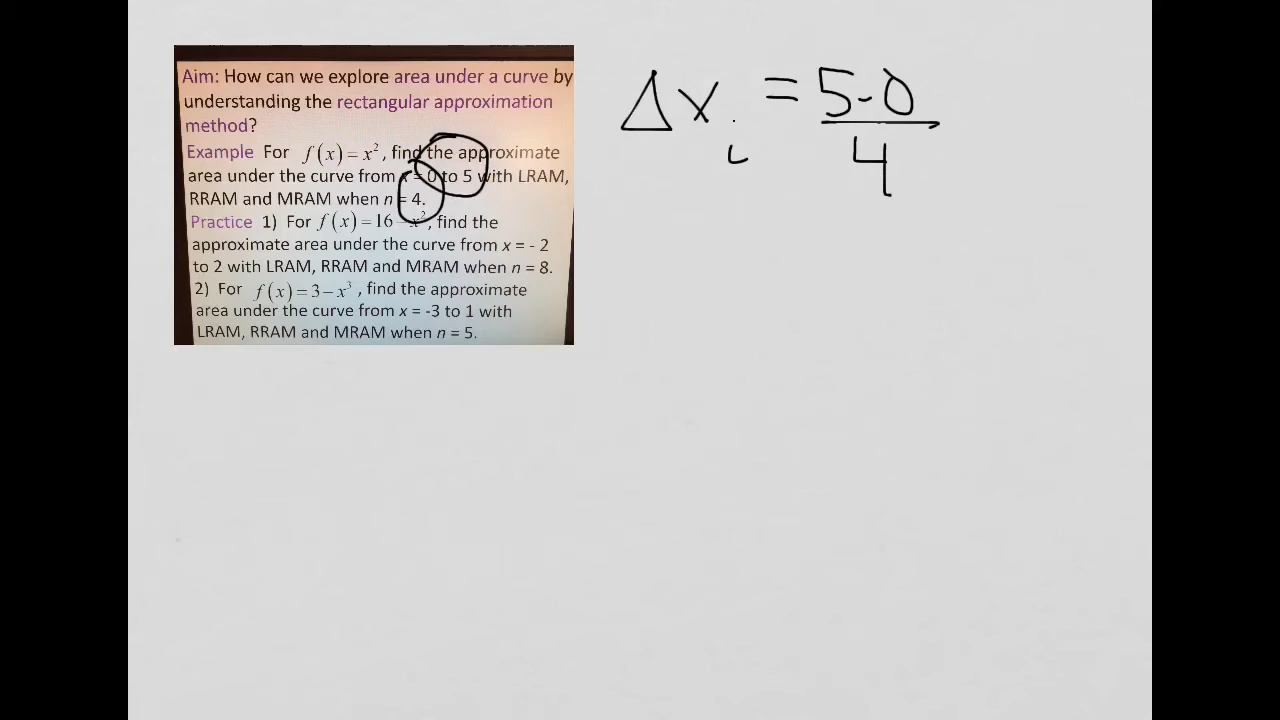 Aim: How can we explore area under a curve by
understanding the rectangular approximation
method?
Example For f(x) = x², find the approximate
area under the curve from x = 0 to 5 with LRAM,
RRAM and MRAM when n = 4.
Practice 1) For f(x) = 16 - x², find the
approximate area under the curve from x = - 2
to 2 with LRAM, RRAM and MRAM when n = 8.
2) For f(x) = 3 - x³, find the approximate
area under the curve from x = -3 to 1 with
LRAM, RRAM and MRAM when n = 5.
Δxᵢ = 5-0
4